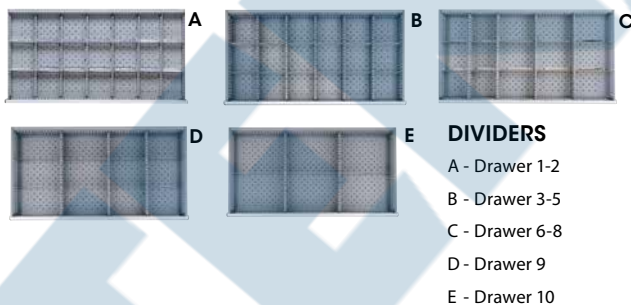 A
B
C
D
E
DIVIDERS
A - Drawer 1-2
B - Drawer 3-5
C - Drawer 6-8
D - Drawer 9
E - Drawer 10